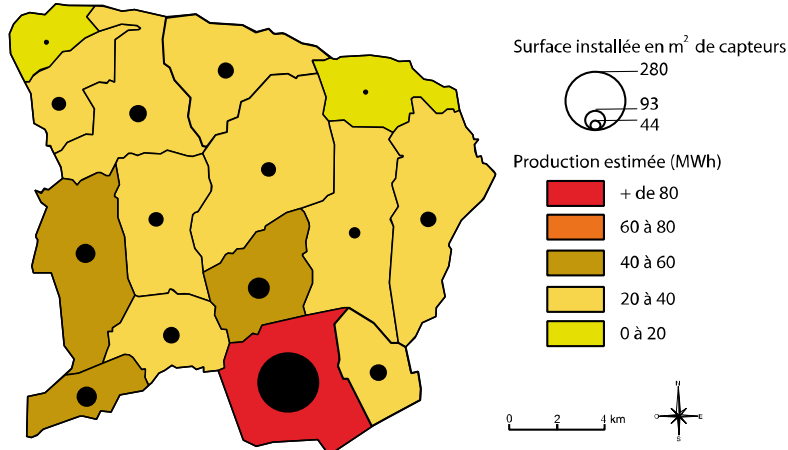 Surface installée en m² de capteurs
280
93
44
Production estimée (MWh)
+ de 80
60 à 80
40 à 60
20 à 40
0 à 20
N
O E
S
0 2 4 km